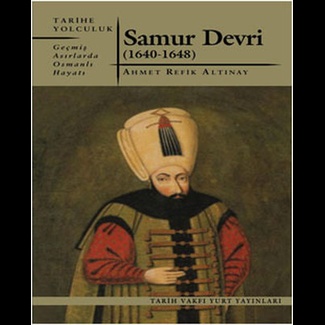 TARİHE
YOLCULUK
Geçmiş
Asırlarda
Osmanlı
Hayatı
Samur Devri
(1640-1648)
AHMET REFİK ALTINAY
TARİH VAKFI YURT YAYINLARI